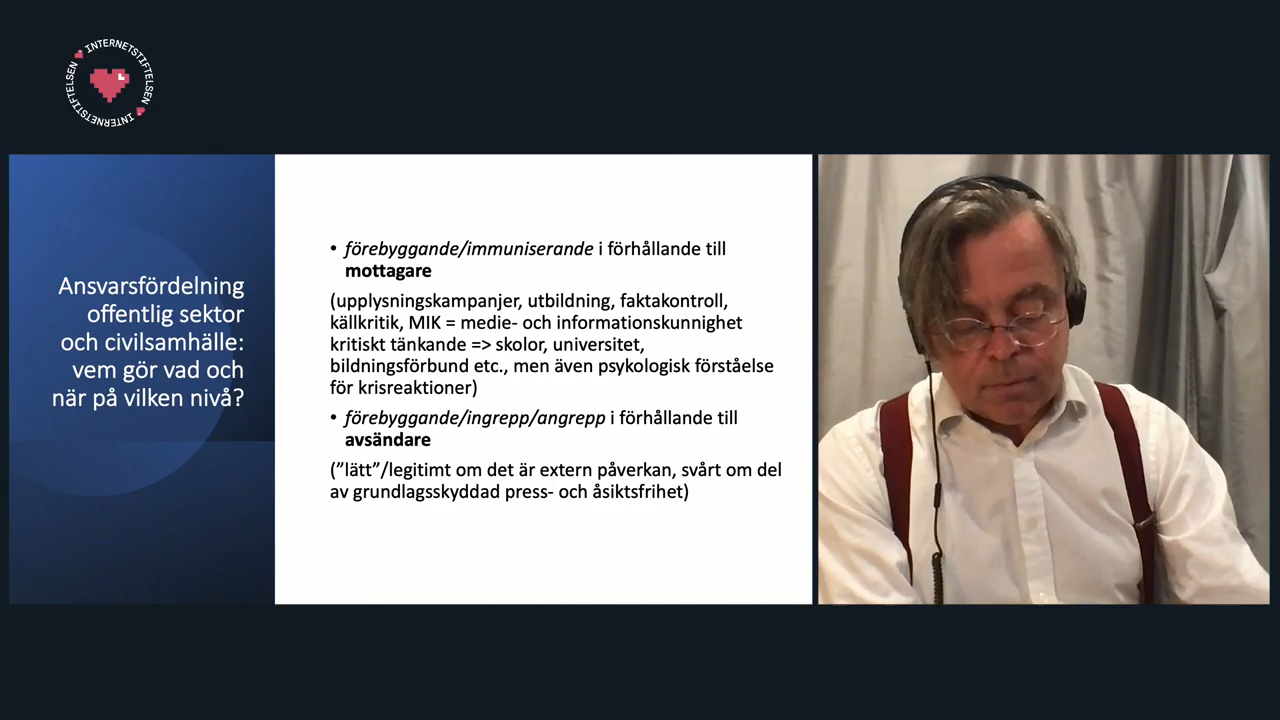 INTERNETSTIFTELSEN
INTERNETSTIFTELSEN
Ansvarsfördelning
offentlig sektor
och civilsamhälle:
vem gör vad och
när på vilken nivå?
• förebyggande/immuniserande i förhållande till
mottagare
(upplysningskampanjer, utbildning, faktakontroll,
källkritik, MIK = medie- och informationskunnighet
kritiskt tänkande => skolor, universitet,
bildningsförbund etc., men även psykologisk förståelse
för krisreaktioner)
• förebyggande/ingrepp/angrepp i förhållande till
avsändare
(”lätt”/legitimt om det är extern påverkan, svårt om del
av grundlagsskyddad press- och åsiktsfrihet)